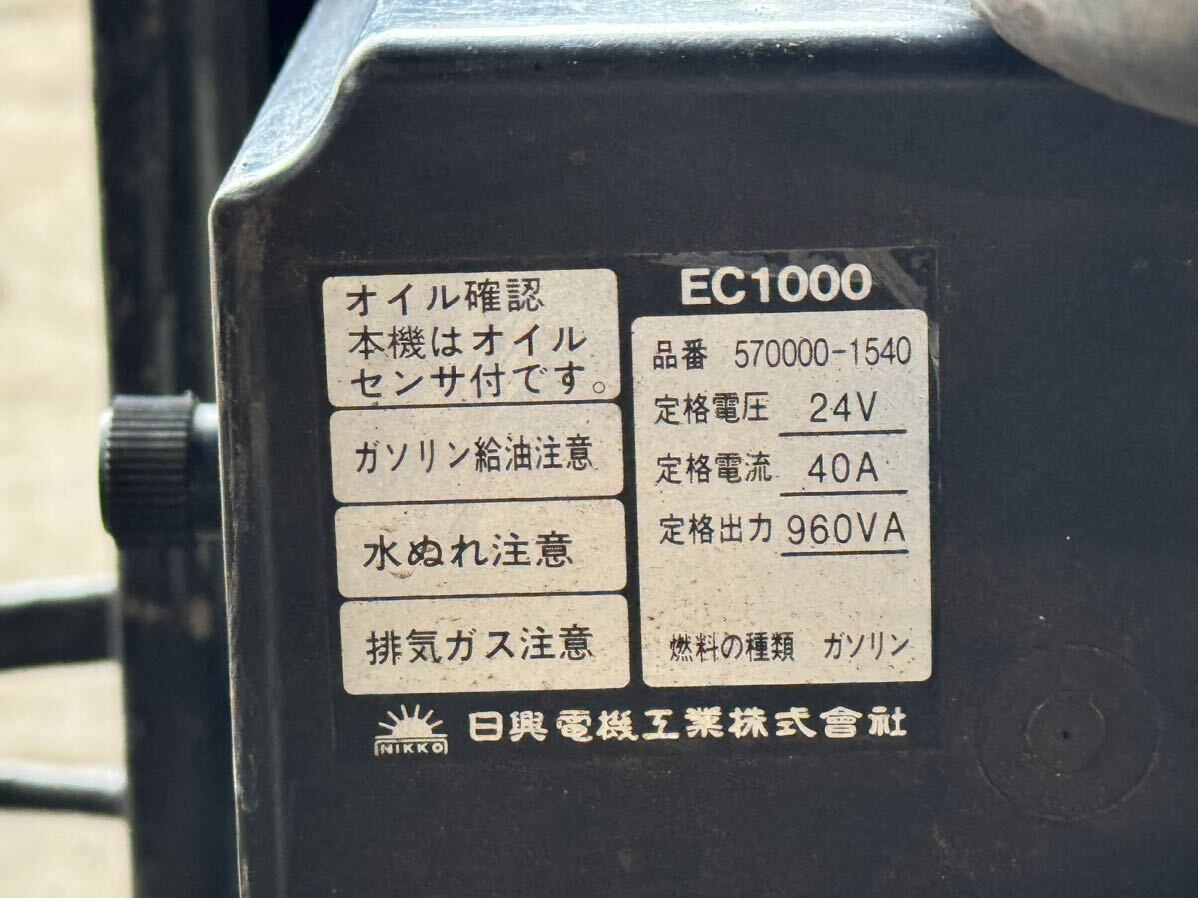 オイル確認
本機はオイル
センサ付です。
ガソリン給油注意
水ぬれ注意
排気ガス注意
EC1000
品番 570000-1540
定格電圧 24V
定格電流 40A
定格出力 960VA
燃料の種類 ガソリン
NIKKO 日興電機工業株式會社